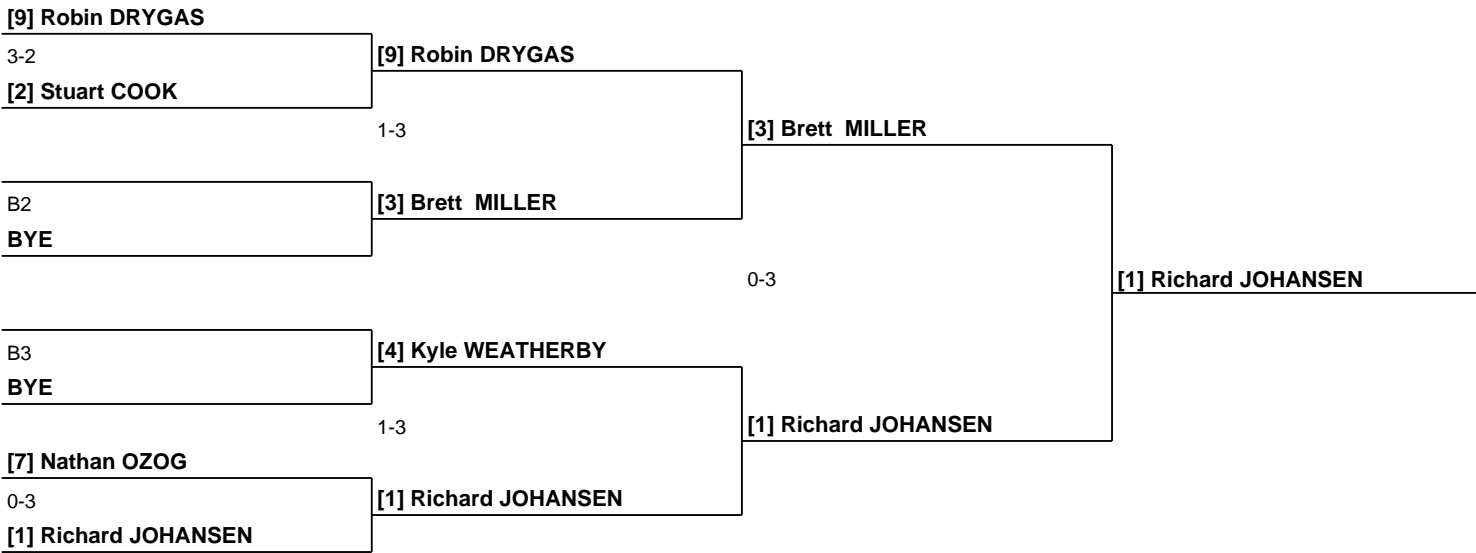 [9] Robin DRYGAS
3-2
[9] Robin DRYGAS
[2] Stuart COOK
1-3
[3] Brett  MILLER
B2
[3] Brett  MILLER
BYE
0-3
[1] Richard JOHANSEN
B3
[4] Kyle WEATHERBY
BYE
1-3
[1] Richard JOHANSEN
[7] Nathan OZOG
0-3
[1] Richard JOHANSEN
[1] Richard JOHANSEN